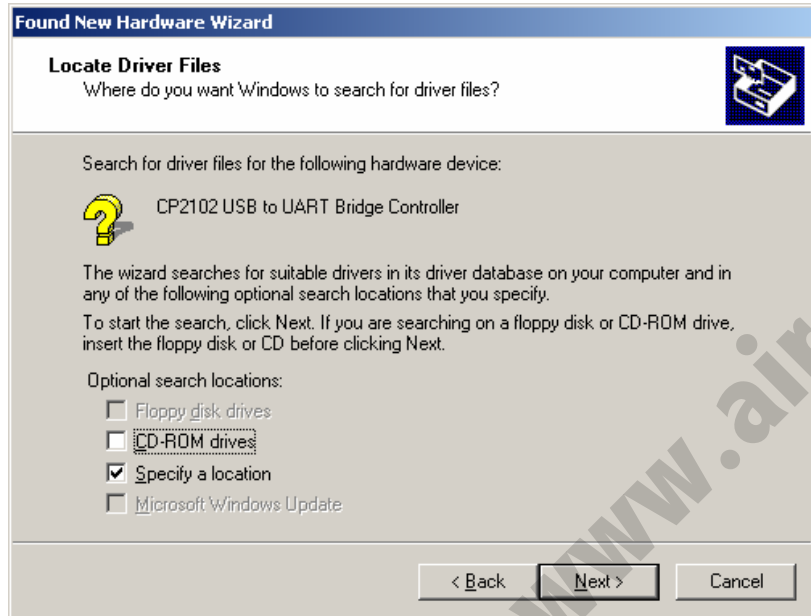 Found New Hardware Wizard
Locate Driver Files
Where do you want Windows to search for driver files?
Search for driver files for the following hardware device:
CP2102 USB to UART Bridge Controller
The wizard searches for suitable drivers in its driver database on your computer and in
any of the following optional search locations that you specify.
To start the search, click Next. If you are searching on a floppy disk or CD-ROM drive,
insert the floppy disk or CD before clicking Next.
Optional search locations:
Floppy disk drives
CD-ROM drives
Specify a location
Microsoft Windows Update
< Back
Next >
Cancel
www.air